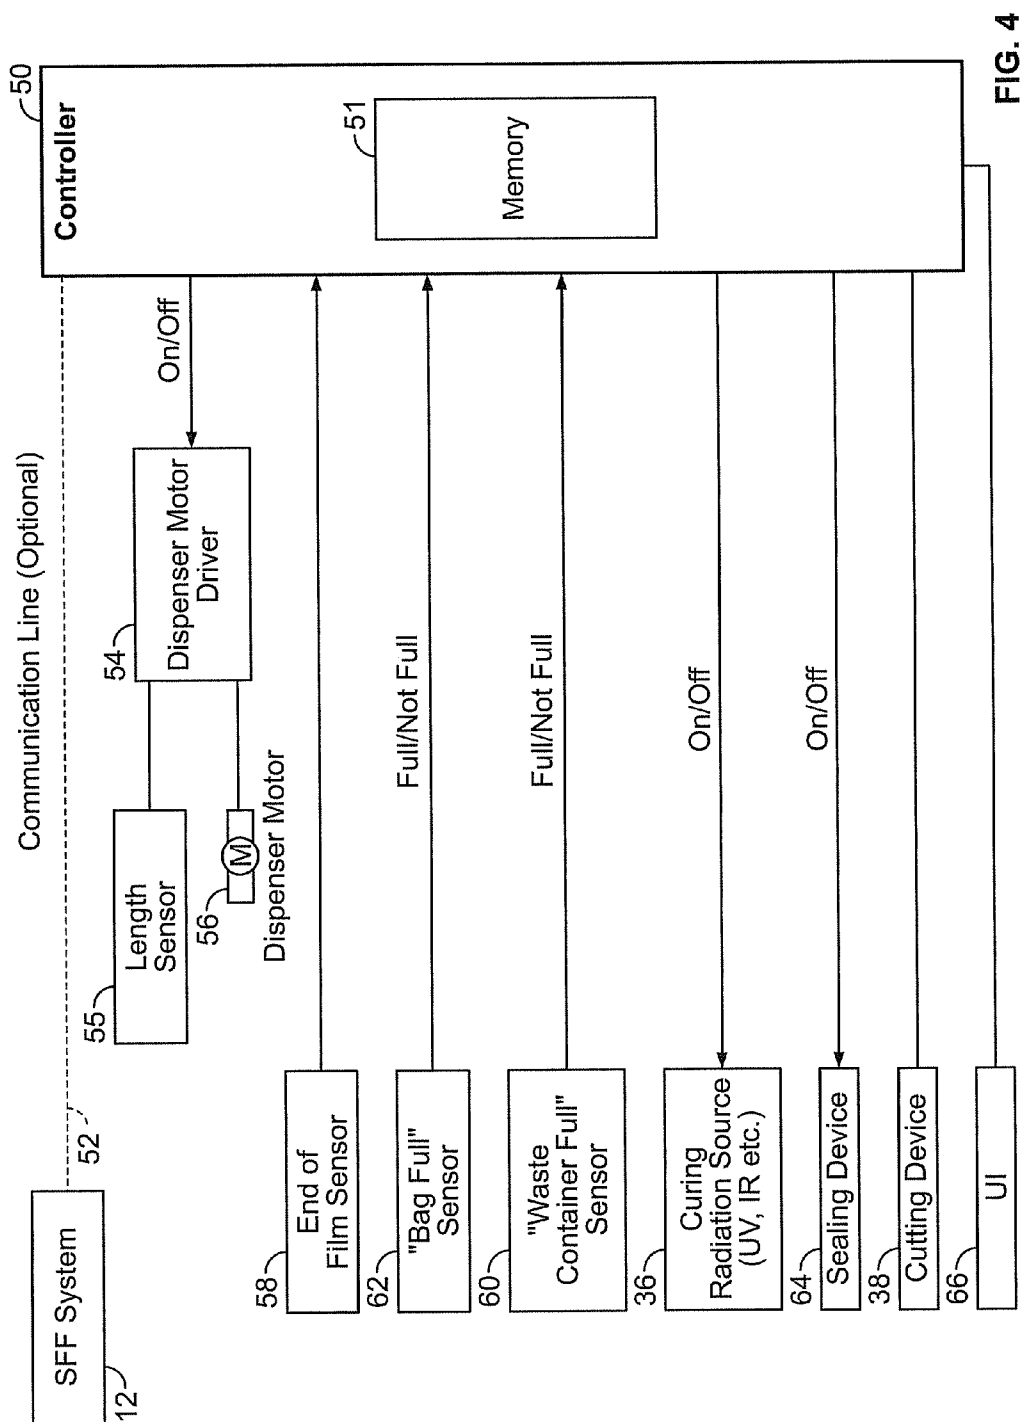 SFF System
12
52
Communication Line (Optional)
50
Controller
51
Memory
55
Length
Sensor
54
Dispenser Motor
Driver
On/Off
56
M
Dispenser Motor
58
End of
Film Sensor
62
"Bag Full"
Sensor
Full/Not Full
60
"Waste
Container Full"
Sensor
Full/Not Full
36
Curing
Radiation Source
(UV, IR etc.)
On/Off
64
Sealing Device
On/Off
38
Cutting Device
66
UI
FIG. 4